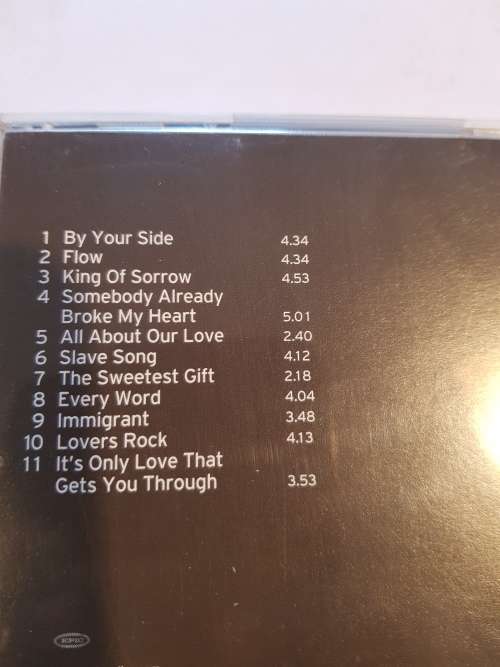 1 By Your Side 4.34
2 Flow 4.34
3 King Of Sorrow 4.53
4 Somebody Already
Broke My Heart 5.01
5 All About Our Love 2.40
6 Slave Song 4.12
7 The Sweetest Gift 2.18
8 Every Word 4.04
9 Immigrant 3.48
10 Lovers Rock 4.13
11 It's Only Love That
Gets You Through 3.53
EPIC